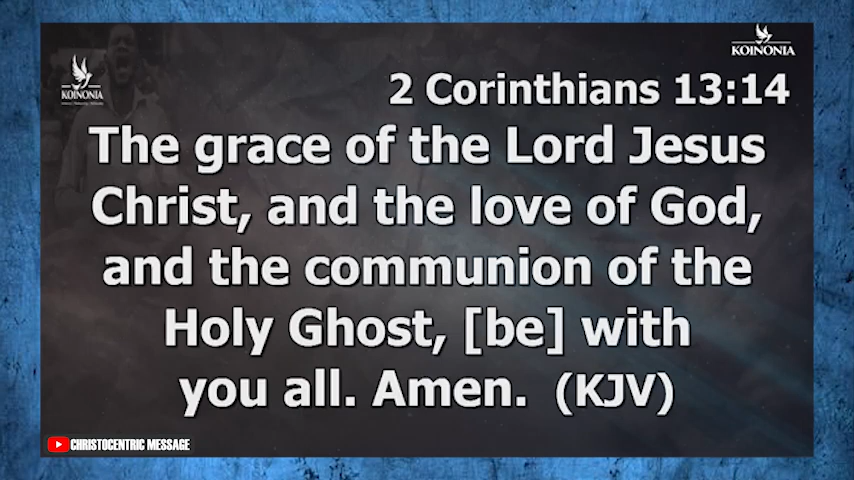 KOINONIA
KOINONIA
2 Corinthians 13:14
The grace of the Lord Jesus
Christ, and the love of God,
and the communion of the
Holy Ghost, [be] with
you all. Amen. (KJV)
CHRISTOCENTRIC MESSAGE